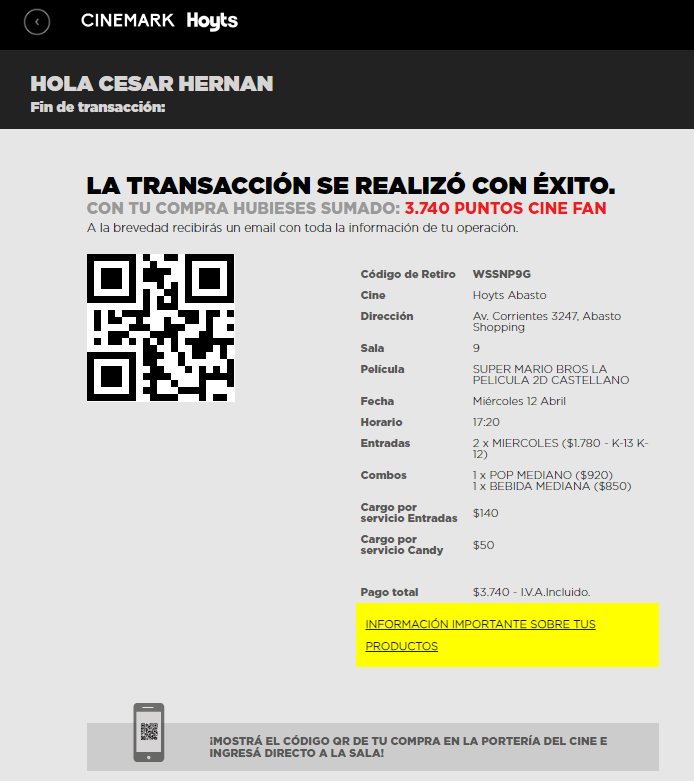 CINEMARK Hoyts
HOLA CESAR HERNAN
Fin de transacción:
LA TRANSACCIÓN SE REALIZÓ CON ÉXITO.
CON TU COMPRA HUBIESES SUMADO: 3.740 PUNTOS CINE FAN
A la brevedad recibirás un email con toda la información de tu operación.
Código de Retiro WSSNP9G
Cine Hoyts Abasto
Dirección Av. Corrientes 3247, Abasto
Shopping
Sala 9
Película SUPER MARIO BROS LA
PELICULA 2D CASTELLANO
Fecha Miércoles 12 Abril
Horario 17:20
Entradas 2 x MIERCOLES ($1.780 - K-13 K-
12)
Combos 1 x POP MEDIANO ($920)
1 x BEBIDA MEDIANA ($850)
Cargo por
servicio Entradas $140
Cargo por
servicio Candy $50
Pago total $3.740 - I.V.A.Incluido.
INFORMACIÓN IMPORTANTE SOBRE TUS
PRODUCTOS
¡MOSTRÁ EL CÓDIGO QR DE TU COMPRA EN LA PORTERÍA DEL CINE E
INGRESÁ DIRECTO A LA SALA!